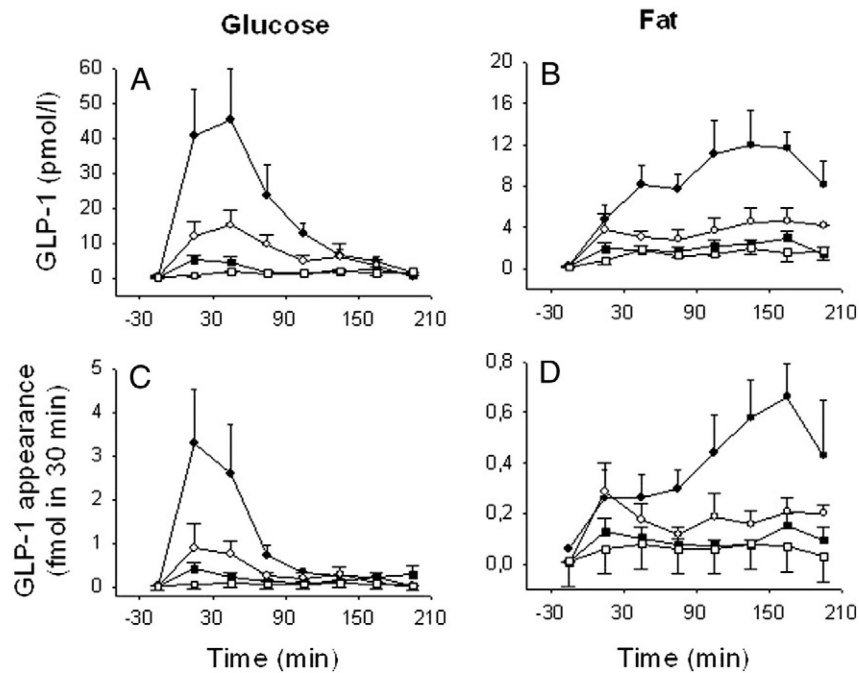 Glucose
Fat
A
GLP-1 (pmol/l)
60
50
40
30
20
10
0
-30 30 90 150 210
B
20
16
12
8
4
0
-30 30 90 150 210
C
GLP-1 appearance
(fmol in 30 min)
5
4
3
2
1
0
-30 30 90 150 210
Time (min)
D
0,8
0,6
0,4
0,2
0,0
-30 30 90 150 210
Time (min)